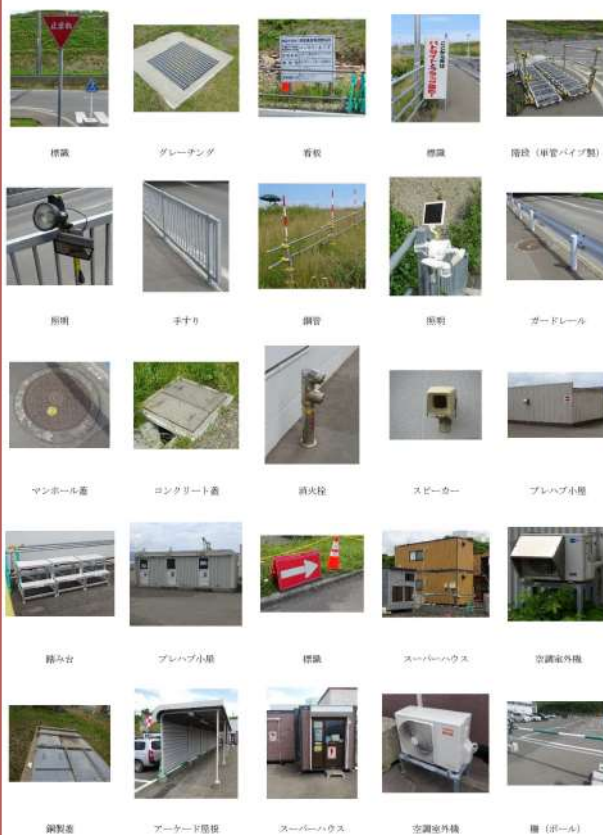 止まれ
標識
グレーチング
看板
標識
階段（単管パイプ製）
照明
手すり
鋼管
照明
ガードレール
マンホール蓋
コンクリート蓋
消火栓
スピーカー
プレハブ小屋
踏み台
プレハブ小屋
標識
スーパーハウス
空調室外機
鋼製蓋
アーケード屋根
スーパーハウス
空調室外機
柵（ポール）